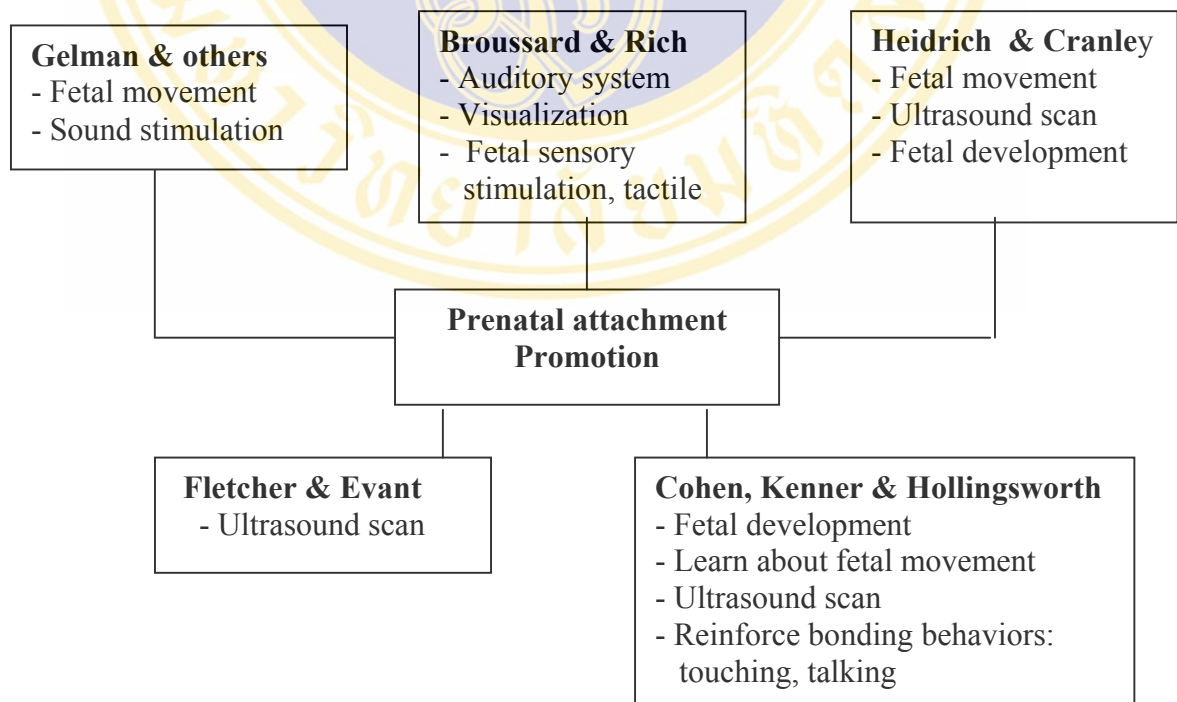 Gelman & others
- Fetal movement
- Sound stimulation
Broussard & Rich
- Auditory system
- Visualization
- Fetal sensory
stimulation, tactile
Heidrich & Cranley
- Fetal movement
- Ultrasound scan
- Fetal development
Prenatal attachment
Promotion
Fletcher & Evant
- Ultrasound scan
Cohen, Kenner & Hollingsworth
- Fetal development
- Learn about fetal movement
- Ultrasound scan
- Reinforce bonding behaviors:
touching, talking